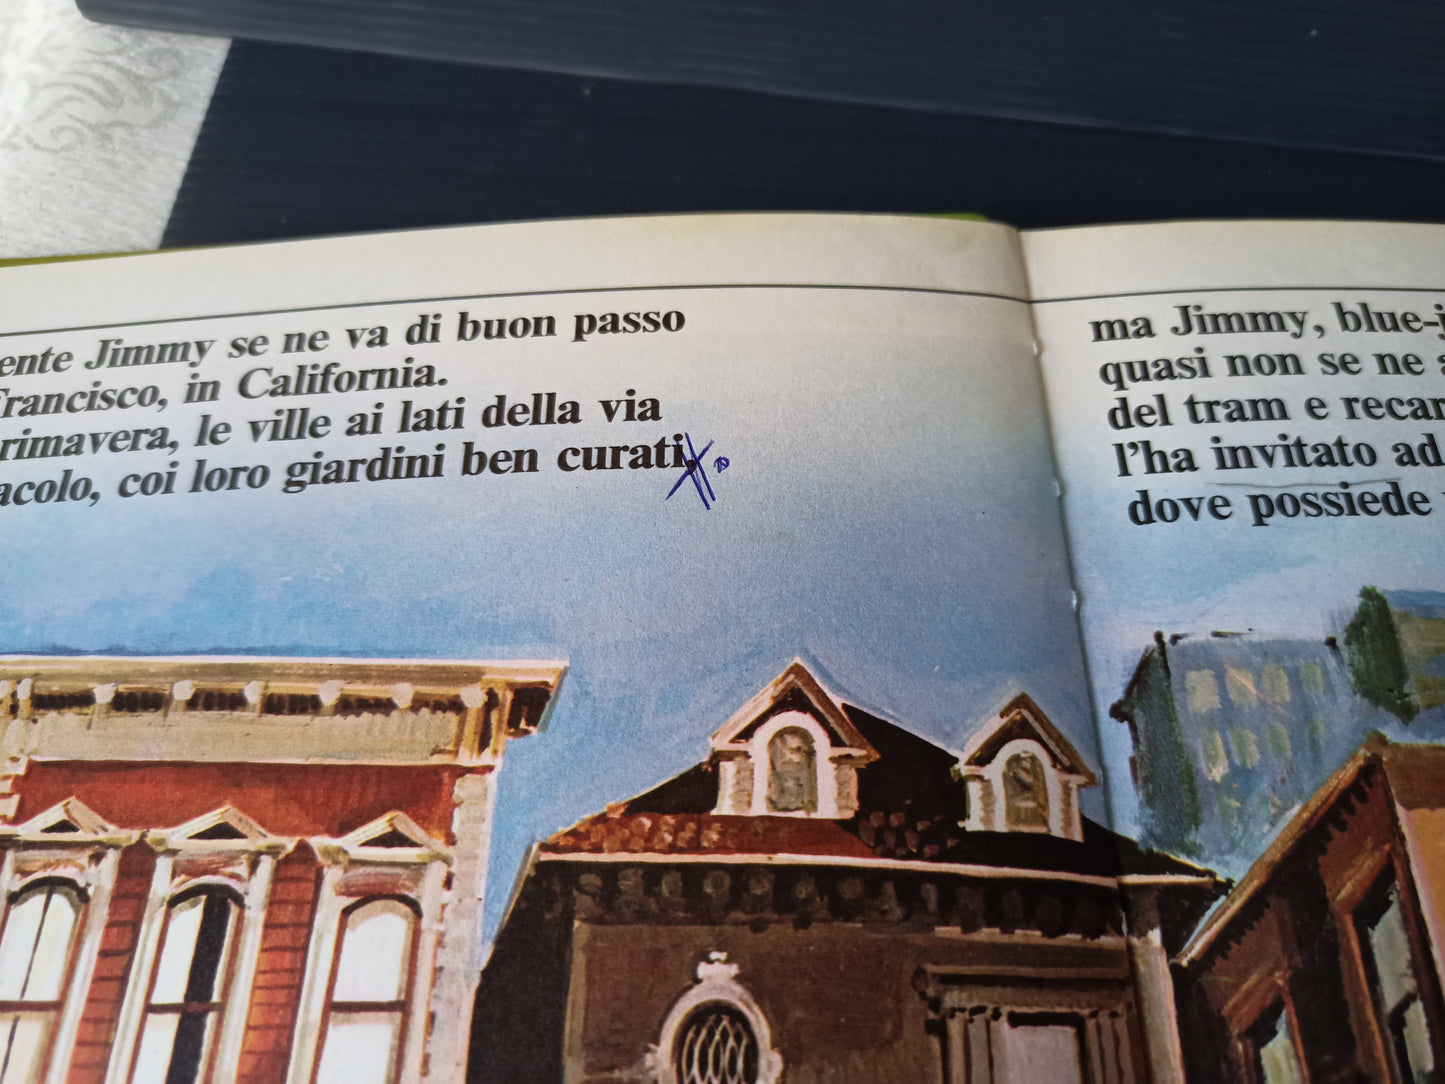 ente Jimmy se ne va di buon passo
Francisco, in California.
rimavera, le ville ai lati della via
acolo, coi loro giardini ben curati,
ma Jimmy, blue-j
quasi non se ne a
del tram e recar
l'ha invitato ad
dove possiede